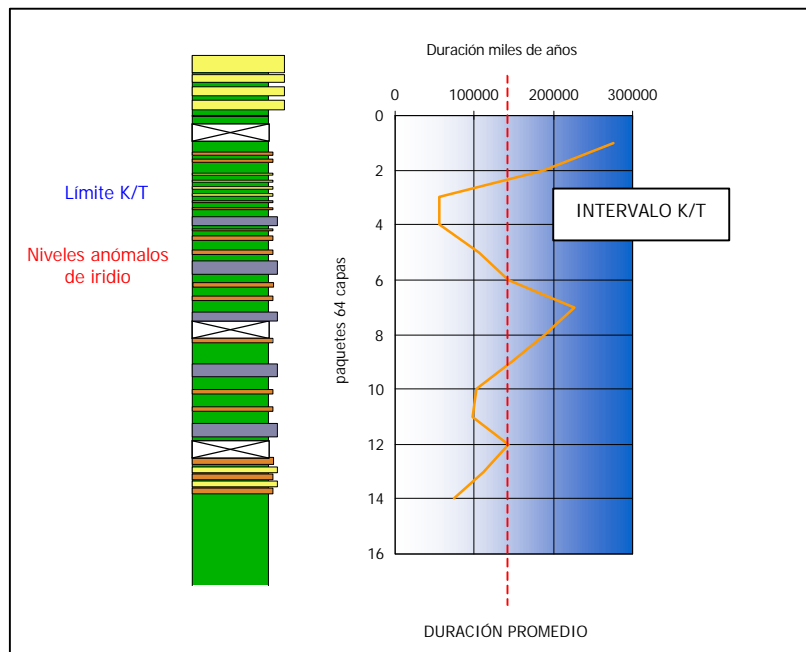 Duración miles de años
0
100000
200000
300000
0
2
4
6
8
10
12
14
16
paquetes 64 capas
Límite K/T
Niveles anómalos
de iridio
INTERVALO K/T
DURACIÓN PROMEDIO